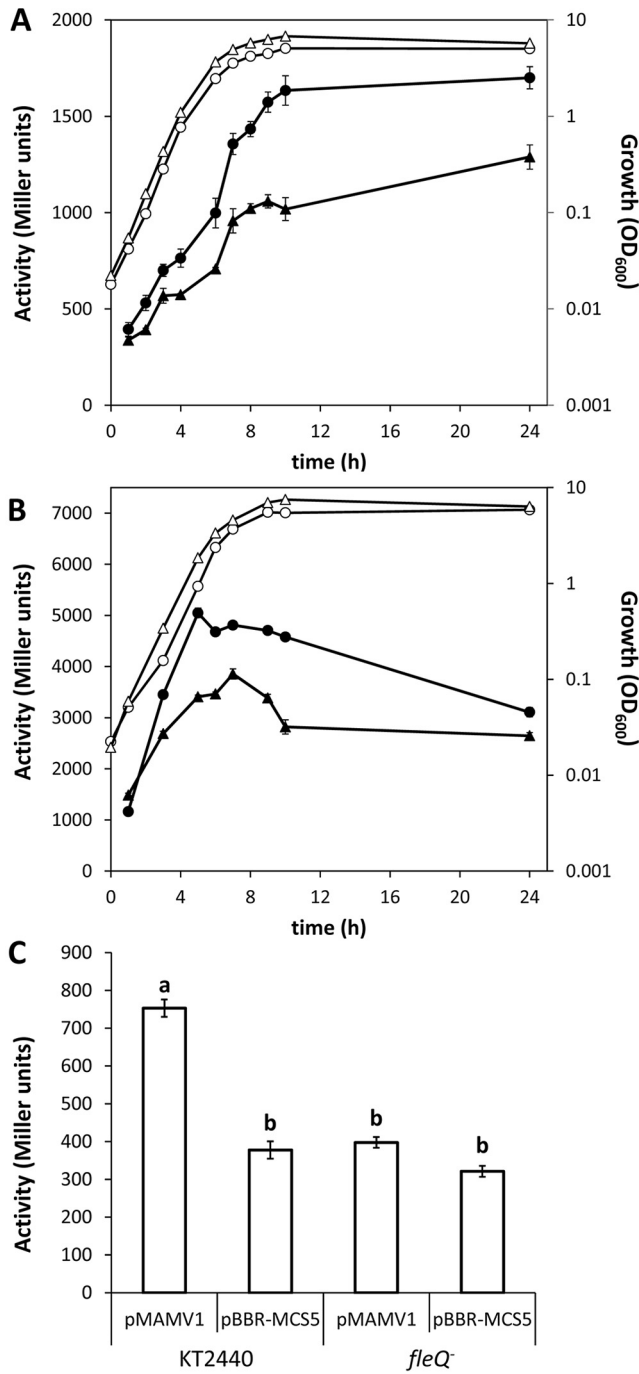 A
2000
1500
1000
500
0
10
1
0.1
0.01
0.001
Activity (Miller units)
Growth (OD600)
0 4 8 12 16 20 24
time (h)
B
7000
6000
5000
4000
3000
2000
1000
0
10
1
0.1
0.01
0.001
Activity (Miller units)
Growth (OD600)
0 4 8 12 16 20 24
time (h)
C
900
800
700
600
500
400
300
200
100
0
Activity (Miller units)
a
b
b
b
pMAMV1 pBBR-MCS5 pMAMV1 pBBR-MCS5
KT2440 fleQ-